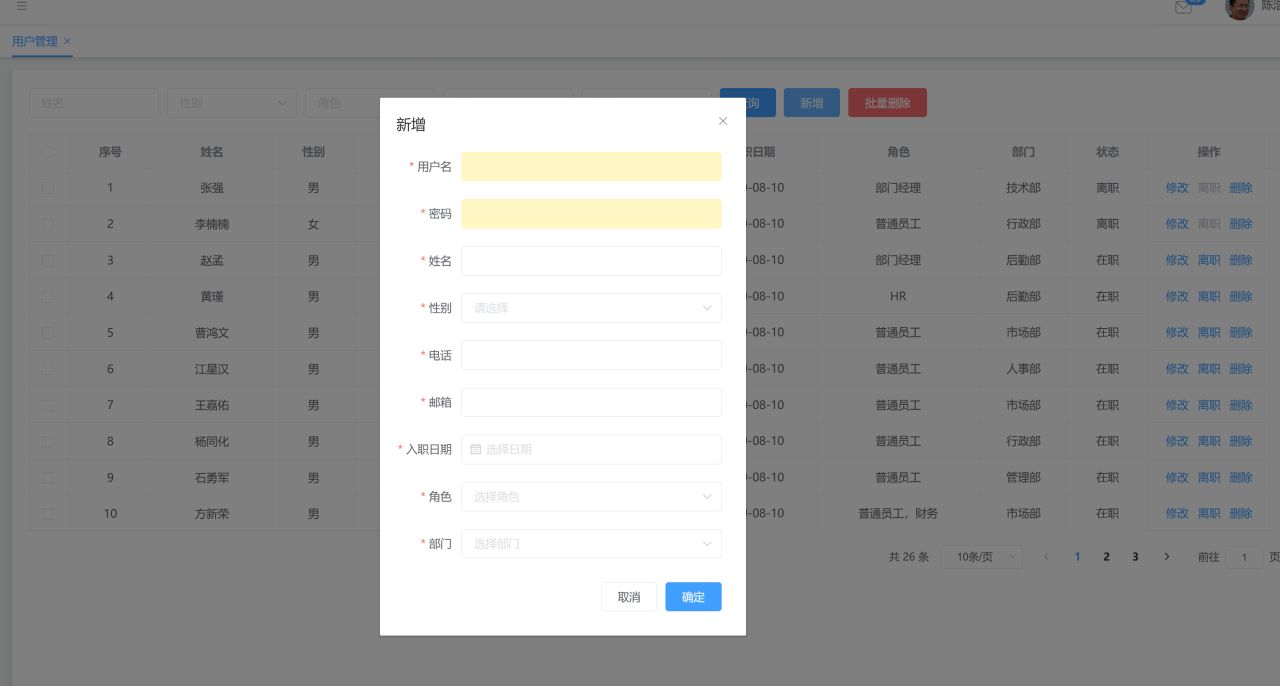 陈浩
用户管理 ×
姓名 性别 角色 查询 新增 批量删除
序号 姓名 性别 入职日期 角色 部门 状态 操作
1 张强 男 -08-10 部门经理 技术部 离职 修改 离职 删除
2 李楠楠 女 -08-10 普通员工 行政部 离职 修改 离职 删除
3 赵孟 男 -08-10 部门经理 后勤部 在职 修改 离职 删除
4 黄瑾 男 -08-10 HR 后勤部 在职 修改 离职 删除
5 曹鸿文 男 -08-10 普通员工 市场部 在职 修改 离职 删除
6 江星汉 男 -08-10 普通员工 人事部 在职 修改 离职 删除
7 王嘉佑 男 -08-10 普通员工 市场部 在职 修改 离职 删除
8 杨同化 男 -08-10 普通员工 行政部 在职 修改 离职 删除
9 石勇军 男 -08-10 普通员工 管理部 在职 修改 离职 删除
10 方新荣 男 -08-10 普通员工，财务 市场部 在职 修改 离职 删除
共 26 条 10条/页 1 2 3 前往 1 页
新增
* 用户名
* 密码
* 姓名
* 性别 请选择
* 电话
* 邮箱
* 入职日期 选择日期
* 角色 选择角色
* 部门 选择部门
取消 确定